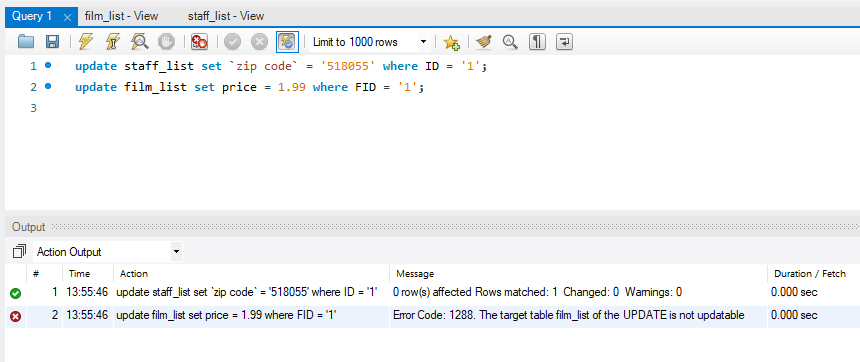 Query 1 × film_list - View staff_list - View
Limit to 1000 rows
1 update staff_list set `zip code` = '518055' where ID = '1';
2 update film_list set price = 1.99 where FID = '1';
3
Output
Action Output
# Time Action Message Duration / Fetch
1 13:55:46 update staff_list set `zip code` = '518055' where ID = '1' 0 row(s) affected Rows matched: 1 Changed: 0 Warnings: 0 0.000 sec
2 13:55:46 update film_list set price = 1.99 where FID = '1' Error Code: 1288. The target table film_list of the UPDATE is not updatable 0.000 sec